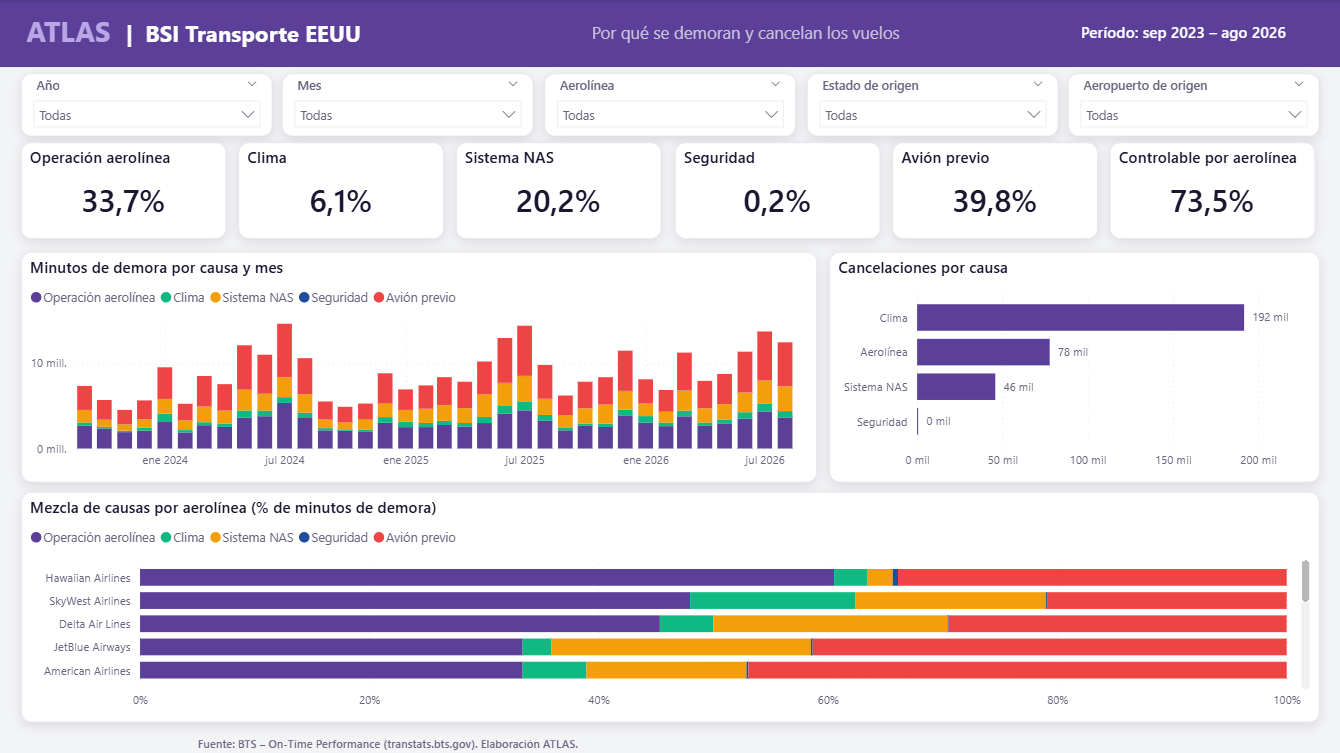 ATLAS | BSI Transporte EEUU
Por qué se demoran y cancelan los vuelos
Período: sep 2023 – ago 2026
Año
Mes
Aerolínea
Estado de origen
Aeropuerto de origen
Todas
Todas
Todas
Todas
Todas
Operación aerolínea
Clima
Sistema NAS
Seguridad
Avión previo
Controlable por aerolínea
33,7%
6,1%
20,2%
0,2%
39,8%
73,5%
Minutos de demora por causa y mes
Operación aerolínea Clima Sistema NAS Seguridad Avión previo
10 mill.
0 mill.
ene 2024 jul 2024 ene 2025 jul 2025 ene 2026 jul 2026
Cancelaciones por causa
Clima 192 mil
Aerolínea 78 mil
Sistema NAS 46 mil
Seguridad 0 mil
0 mil 50 mil 100 mil 150 mil 200 mil
Mezcla de causas por aerolínea (% de minutos de demora)
Operación aerolínea Clima Sistema NAS Seguridad Avión previo
Hawaiian Airlines
SkyWest Airlines
Delta Air Lines
JetBlue Airways
American Airlines
0% 20% 40% 60% 80% 100%
Fuente: BTS – On-Time Performance (transtats.bts.gov). Elaboración ATLAS.